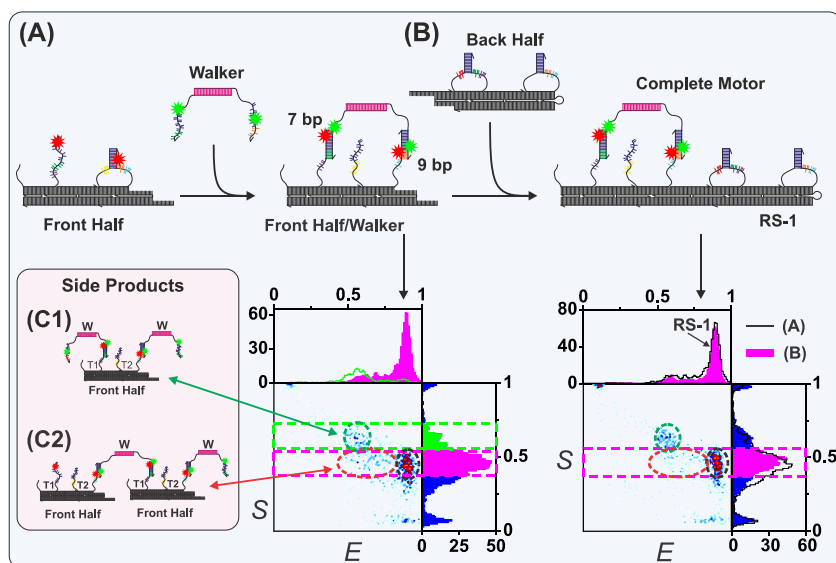 (A)
(B)
Walker
Back Half
Complete Motor
7 bp
9 bp
Front Half
Front Half/Walker
RS-1
Side Products
(C1)
W
W
T1
T2
Front Half
(C2)
W
W
T1
T2
T1
T2
Front Half
Front Half
0
0.5
1
60
30
0
1
0.5
0
0
25
50
S
E
0
0.5
1
80
40
0
RS-1
(A)
(B)
1
0.5
0
0
30
60
S
E